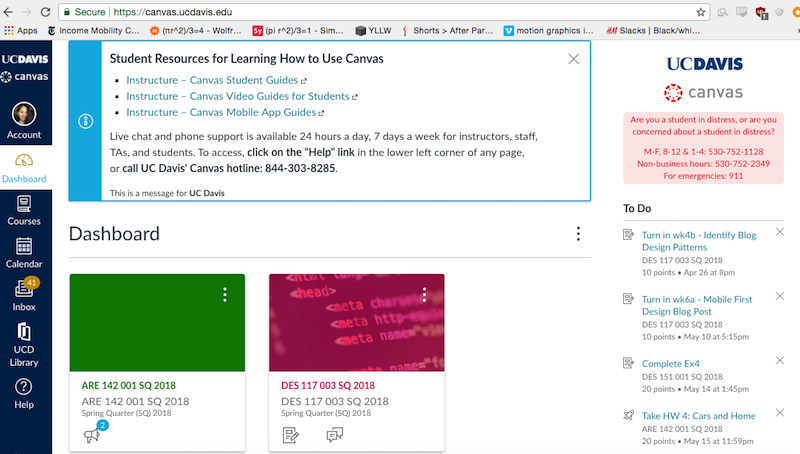 Secure https://canvas.ucdavis.edu
Apps Income Mobility C... (πr^2)/3=4 - Wolfr... Sy (pi r^2)/3=1 - Sim... YLLW Shorts > After Par... motion graphics i... H&M Slacks | Black/whi...
UCDAVIS
canvas
Account
Dashboard
Courses
Calendar
41
Inbox
UCD
Library
Help
Student Resources for Learning How to Use Canvas
Instructure – Canvas Student Guides
Instructure – Canvas Video Guides for Students
Instructure – Canvas Mobile App Guides
Live chat and phone support is available 24 hours a day, 7 days a week for instructors, staff,
TAs, and students. To access, click on the "Help" link in the lower left corner of any page,
or call UC Davis' Canvas hotline: 844-303-8285.
This is a message for UC Davis
Dashboard
ARE 142 001 SQ 2018
ARE 142 001 SQ 2018
Spring Quarter (SQ) 2018
2
<head>
<meta charset
<meta http-equiv
<meta name="vie
<meta name="f
DES 117 003 SQ 2018
DES 117 003 SQ 2018
Spring Quarter (SQ) 2018
UCDAVIS
canvas
Are you a student in distress, or are you
concerned about a student in distress?
M-F, 8-12 & 1-4: 530-752-1128
Non-business hours: 530-752-2349
For emergencies: 911
To Do
Turn in wk4b - Identify Blog
Design Patterns
DES 117 003 SQ 2018
10 points • Apr 26 at 8pm
Turn in wk6a - Mobile First
Design Blog Post
DES 117 003 SQ 2018
10 points • May 10 at 5:15pm
Complete Ex4
DES 151 001 SQ 2018
20 points • May 14 at 1:45pm
Take HW 4: Cars and Home
ARE 142 001 SQ 2018
20 points • May 15 at 11:59pm